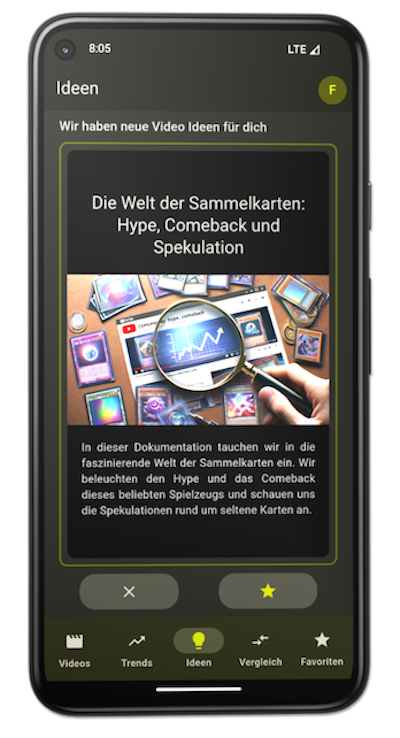 8:05
LTE
Ideen
F
Wir haben neue Video Ideen für dich
Die Welt der Sammelkarten:
Hype, Comeback und
Spekulation
hype, comeback
In dieser Dokumentation tauchen wir in die
faszinierende Welt der Sammelkarten ein. Wir
beleuchten den Hype und das Comeback
dieses beliebten Spielzeugs und schauen uns
die Spekulationen rund um seltene Karten an.
Videos
Trends
Ideen
Vergleich
Favoriten